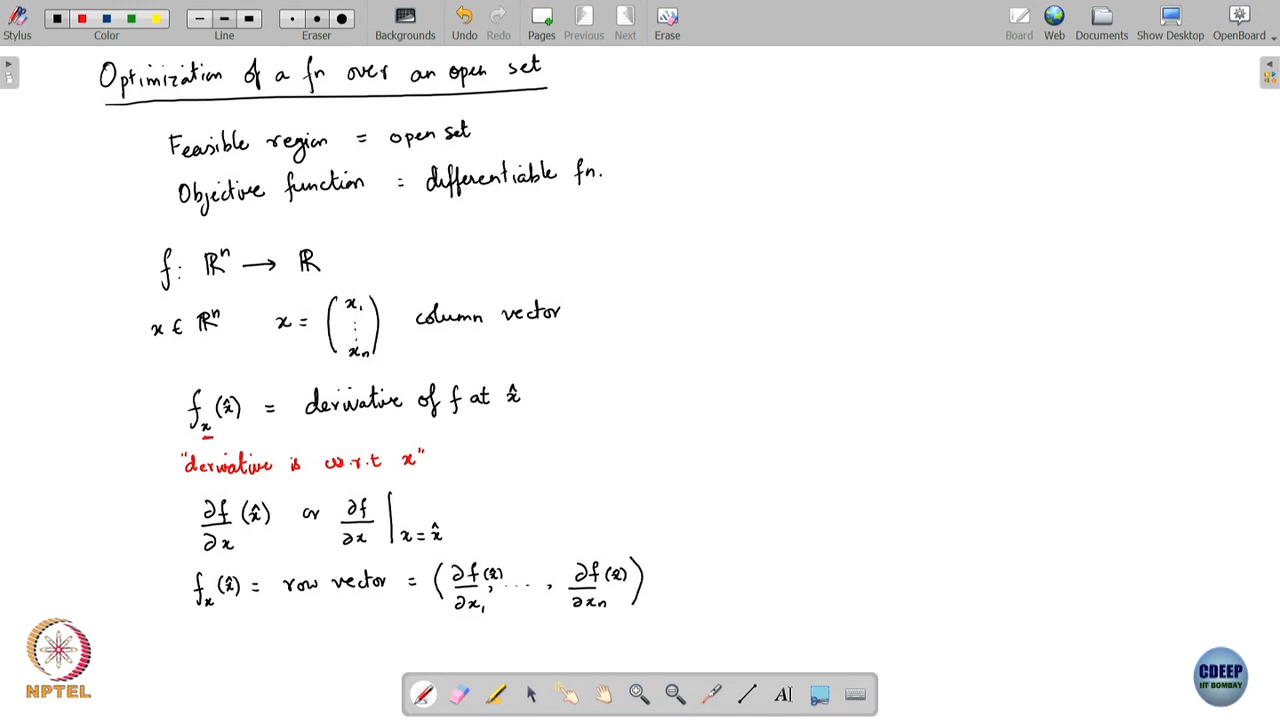 Stylus Color Line Eraser Backgrounds Undo Redo Pages Previous Next Erase Board Web Documents Show Desktop OpenBoard
Optimization of a fn over an open set
Feasible region = open set
Objective function = differentiable fn.
f: ℝⁿ → ℝ
x ∈ ℝⁿ x = (x₁ ⋮ xₙ) column vector
fₓ(x̂) = derivative of f at x̂
"derivative is w.r.t x"
∂f/∂x (x̂) or ∂f/∂x |ₓ₌ₓ̂
fₓ(x̂) = row vector = (∂f(x̂)/∂x₁, ..., ∂f(x̂)/∂xₙ)
NPTEL
CDEEP
IIT BOMBAY